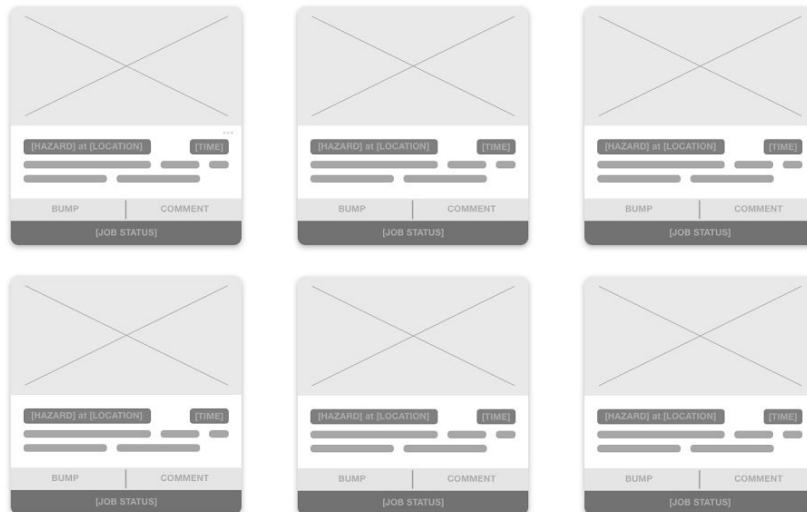 [HAZARD] at [LOCATION] [TIME]
BUMP COMMENT
[JOB STATUS]
[HAZARD] at [LOCATION] [TIME]
BUMP COMMENT
[JOB STATUS]
[HAZARD] at [LOCATION] [TIME]
BUMP COMMENT
[JOB STATUS]
[HAZARD] at [LOCATION] [TIME]
BUMP COMMENT
[JOB STATUS]
[HAZARD] at [LOCATION] [TIME]
BUMP COMMENT
[JOB STATUS]
[HAZARD] at [LOCATION] [TIME]
BUMP COMMENT
[JOB STATUS]